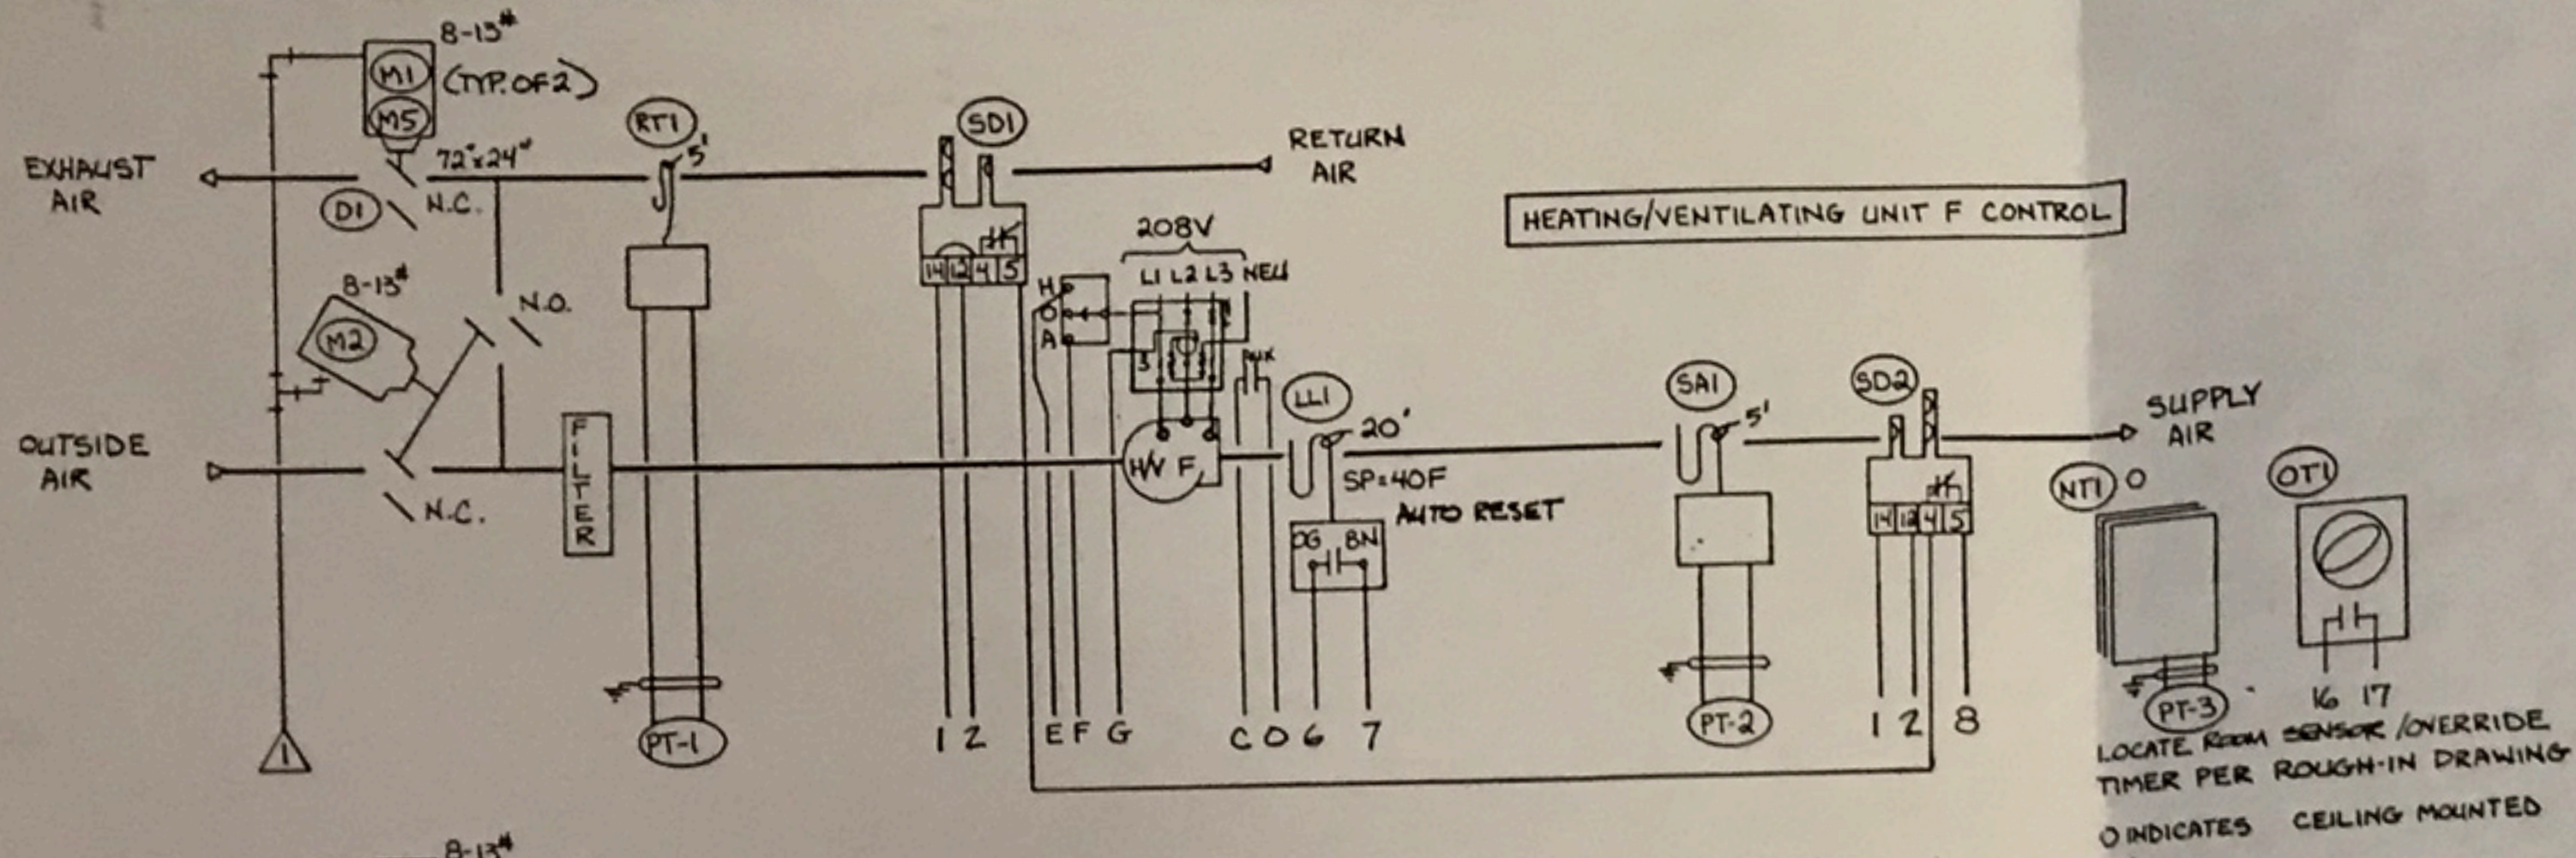 8-13#
M1
(TYP. OF 2)
M5
RT1
5'
SD1
RETURN
AIR
EXHAUST
AIR
72"x24"
D1
N.C.
HEATING/VENTILATING UNIT F CONTROL
208V
L1 L2 L3 NEU
14 12 4 5
H
O
A
8-13#
M2
N.O.
3
AUX
LL1
20'
SA1
5'
SD2
SUPPLY
AIR
OUTSIDE
AIR
FILTER
H/V F
SP=40F
AUTO RESET
N.C.
OG BN
14 12 4 5
NT1 O
OT1
PT-1
1 2
E F G
C D 6 7
PT-2
1 2 8
PT-3
16 17
1
LOCATE ROOM SENSOR/OVERRIDE
TIMER PER ROUGH-IN DRAWING
O INDICATES CEILING MOUNTED
8-13#